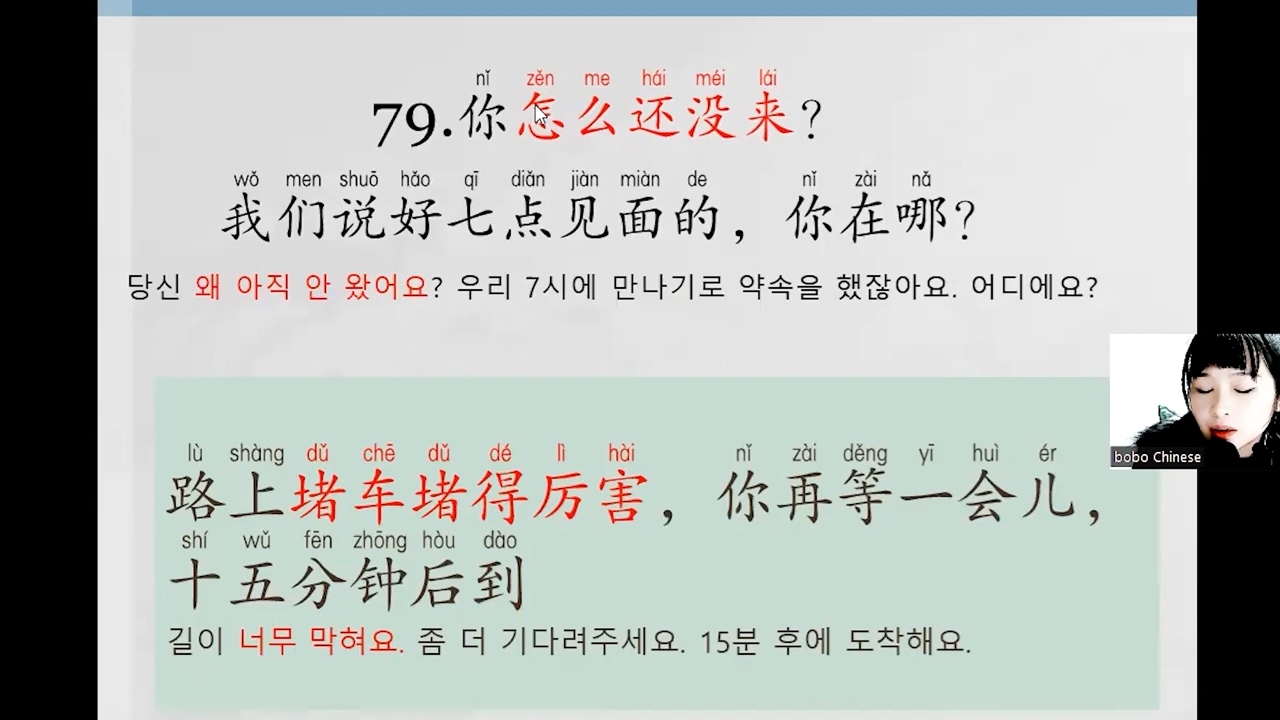 nǐ zěn me hái méi lái
79.你怎么还没来?
wǒ men shuō hǎo qī diǎn jiàn miàn de nǐ zài nǎ
我们说好七点见面的，你在哪?
당신 왜 아직 안 왔어요? 우리 7시에 만나기로 약속을 했잖아요. 어디에요?
lù shàng dǔ chē dǔ dé lì hài nǐ zài děng yī huì ér
路上堵车堵得厉害，你再等一会儿，
shí wǔ fēn zhōng hòu dào
十五分钟后到
길이 너무 막혀요. 좀 더 기다려주세요. 15분 후에 도착해요.
bobo Chinese